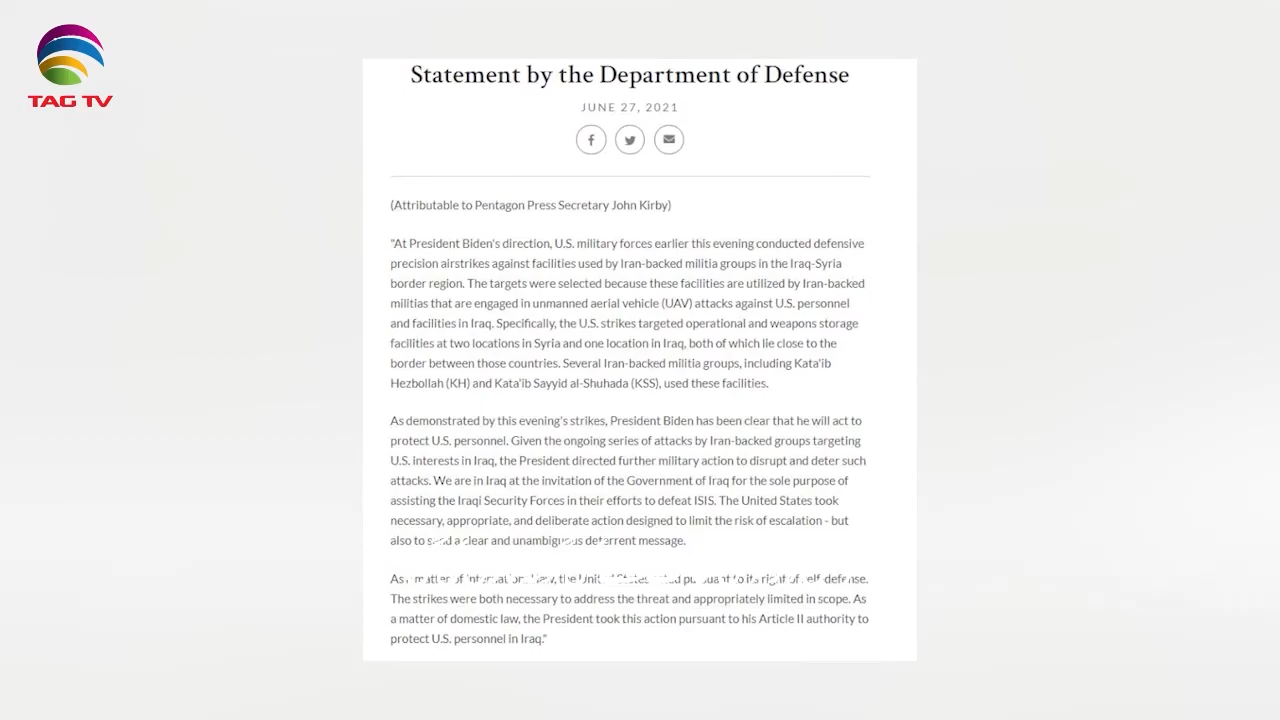 TAG TV
Statement by the Department of Defense
JUNE 27, 2021
(Attributable to Pentagon Press Secretary John Kirby)
"At President Biden's direction, U.S. military forces earlier this evening conducted defensive
precision airstrikes against facilities used by Iran-backed militia groups in the Iraq-Syria
border region. The targets were selected because these facilities are utilized by Iran-backed
militias that are engaged in unmanned aerial vehicle (UAV) attacks against U.S. personnel
and facilities in Iraq. Specifically, the U.S. strikes targeted operational and weapons storage
facilities at two locations in Syria and one location in Iraq, both of which lie close to the
border between those countries. Several Iran-backed militia groups, including Kata'ib
Hezbollah (KH) and Kata'ib Sayyid al-Shuhada (KSS), used these facilities.
As demonstrated by this evening's strikes, President Biden has been clear that he will act to
protect U.S. personnel. Given the ongoing series of attacks by Iran-backed groups targeting
U.S. interests in Iraq, the President directed further military action to disrupt and deter such
attacks. We are in Iraq at the invitation of the Government of Iraq for the sole purpose of
assisting the Iraqi Security Forces in their efforts to defeat ISIS. The United States took
necessary, appropriate, and deliberate action designed to limit the risk of escalation - but
also to send a clear and unambiguous deterrent message.
As a matter of international law, the United States acted pursuant to its right of self-defense.
The strikes were both necessary to address the threat and appropriately limited in scope. As
a matter of domestic law, the President took this action pursuant to his Article II authority to
protect U.S. personnel in Iraq."